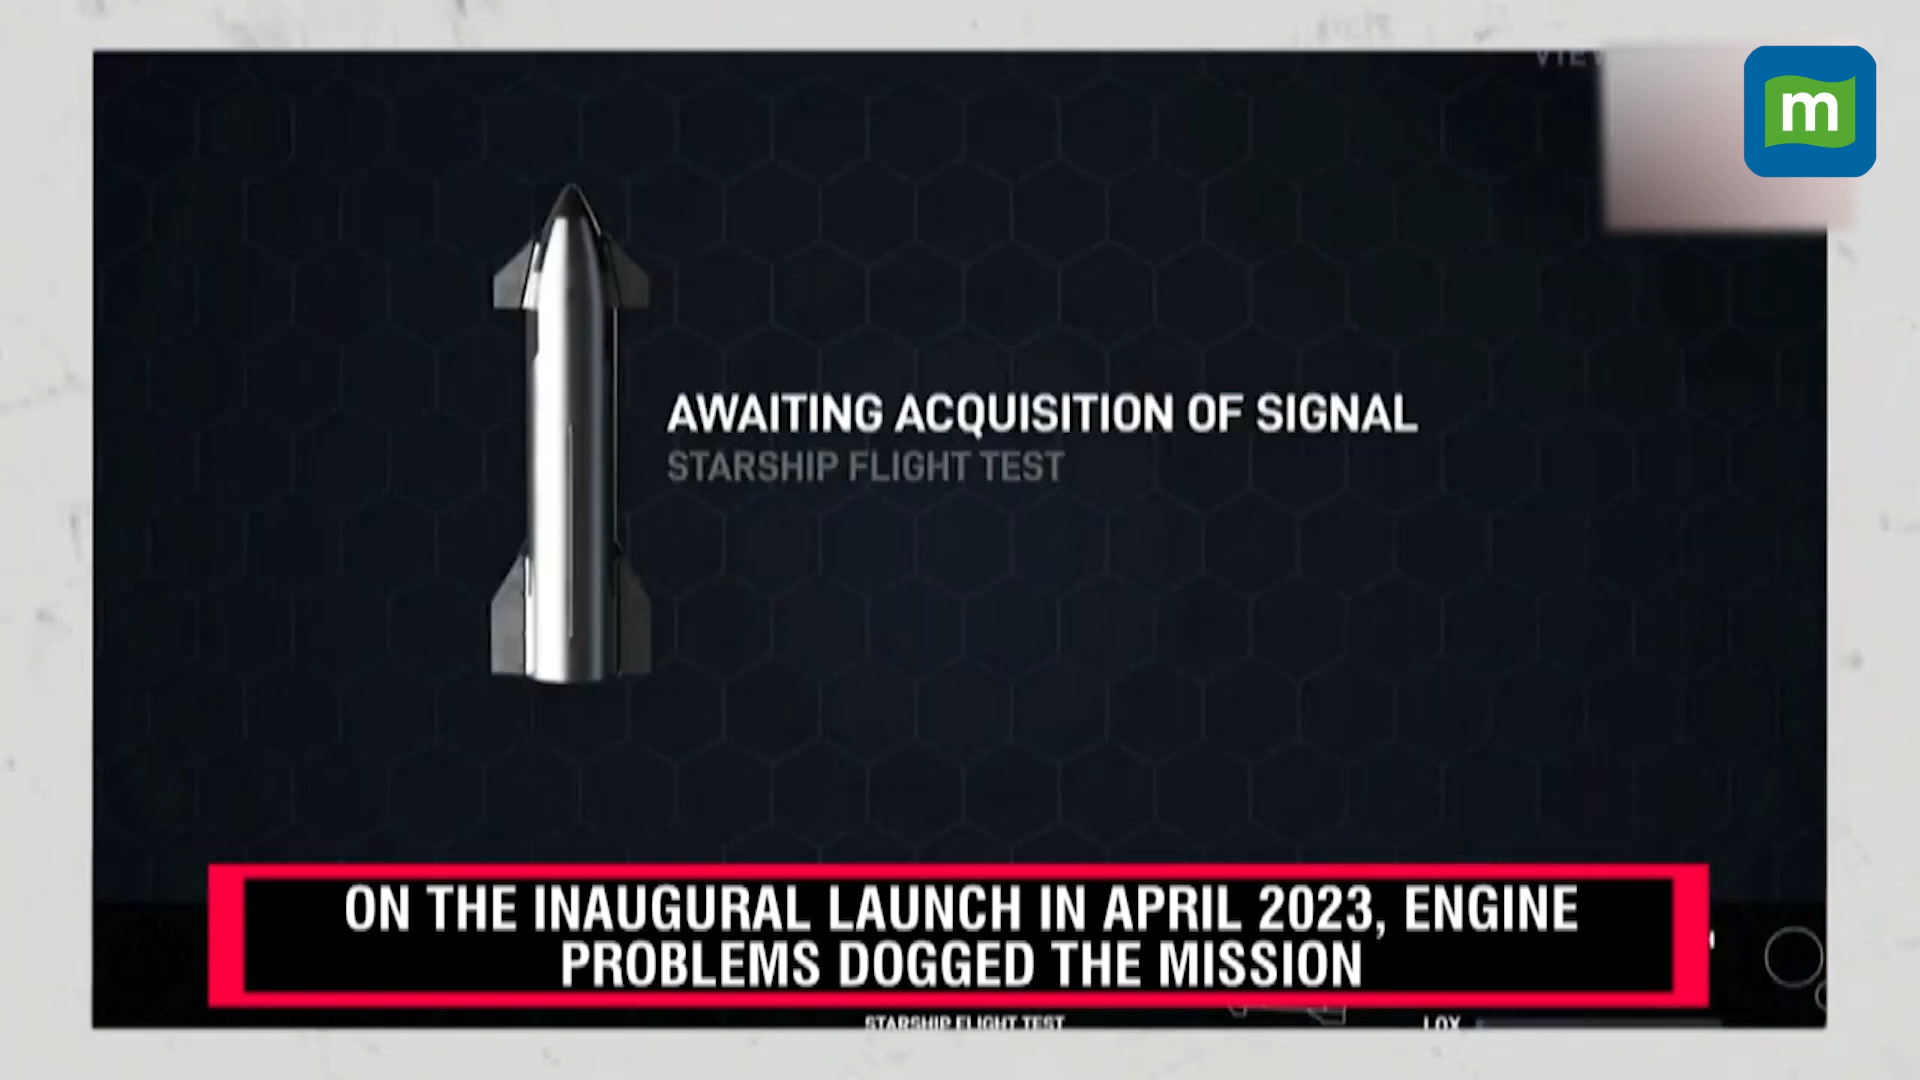 m
AWAITING ACQUISITION OF SIGNAL
STARSHIP FLIGHT TEST
ON THE INAUGURAL LAUNCH IN APRIL 2023, ENGINE
PROBLEMS DOGGED THE MISSION
STARSHIP FLIGHT TEST
LOX